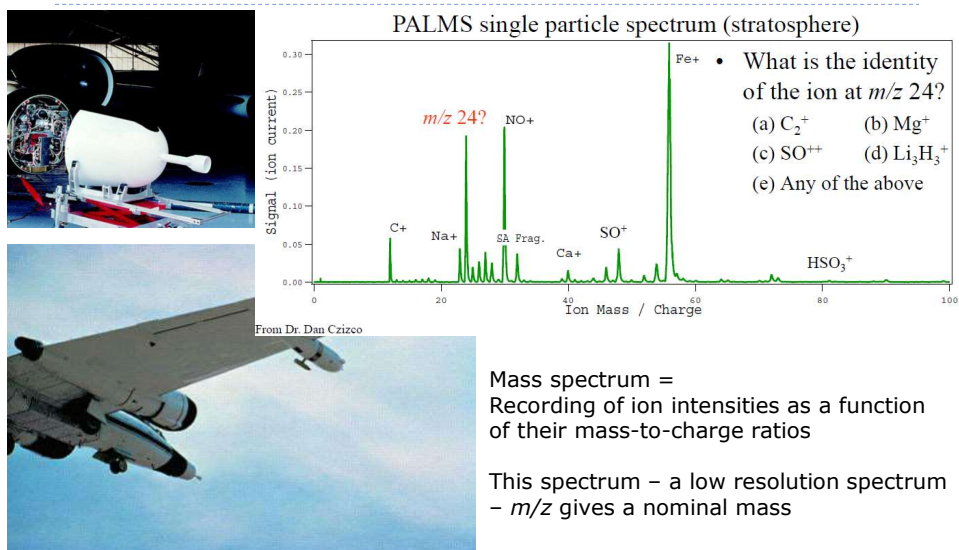 PALMS single particle spectrum (stratosphere)
Signal (ion current)
0.30
0.25
0.20
0.15
0.10
0.05
0.00
0
20
40
60
80
100
Ion Mass / Charge
C+
Na+
m/z 24?
NO+
SA Frag.
Ca+
SO⁺
Fe+
HSO₃⁺
• What is the identity
of the ion at m/z 24?
(a) C₂⁺ (b) Mg⁺
(c) SO⁺⁺ (d) Li₃H₃⁺
(e) Any of the above
From Dr. Dan Czizco
Mass spectrum =
Recording of ion intensities as a function
of their mass-to-charge ratios
This spectrum – a low resolution spectrum
– m/z gives a nominal mass